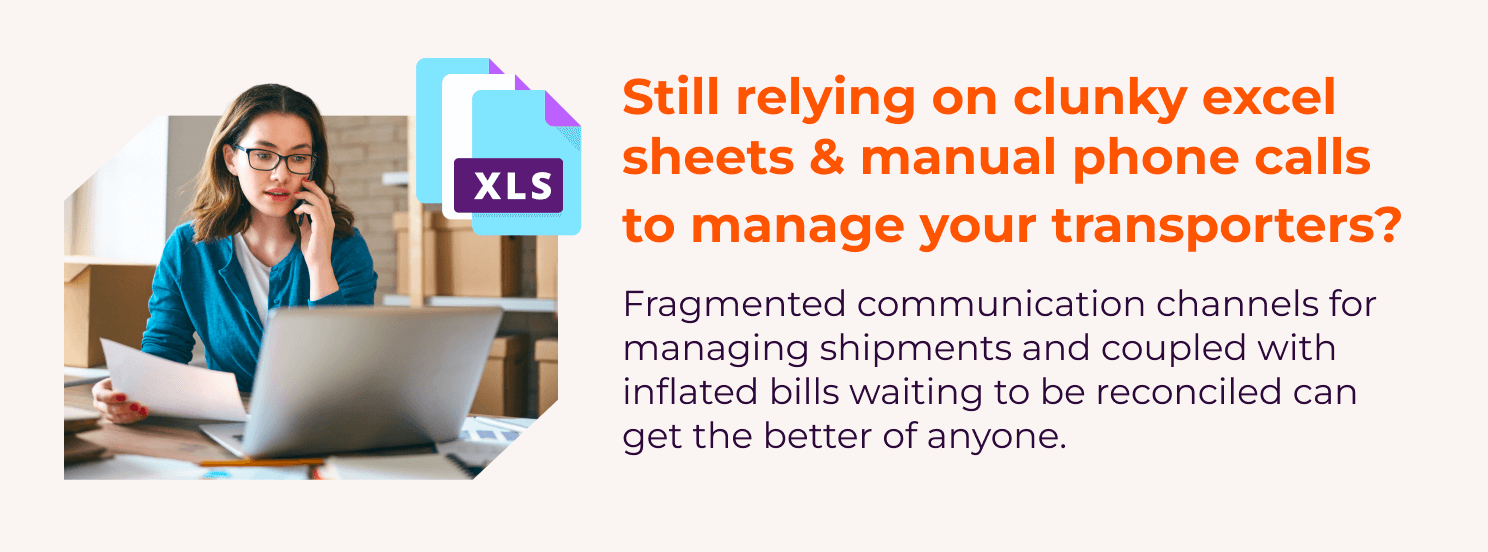 XLS
Still relying on clunky excel
sheets & manual phone calls
to manage your transporters?
Fragmented communication channels for
managing shipments and coupled with
inflated bills waiting to be reconciled can
get the better of anyone.